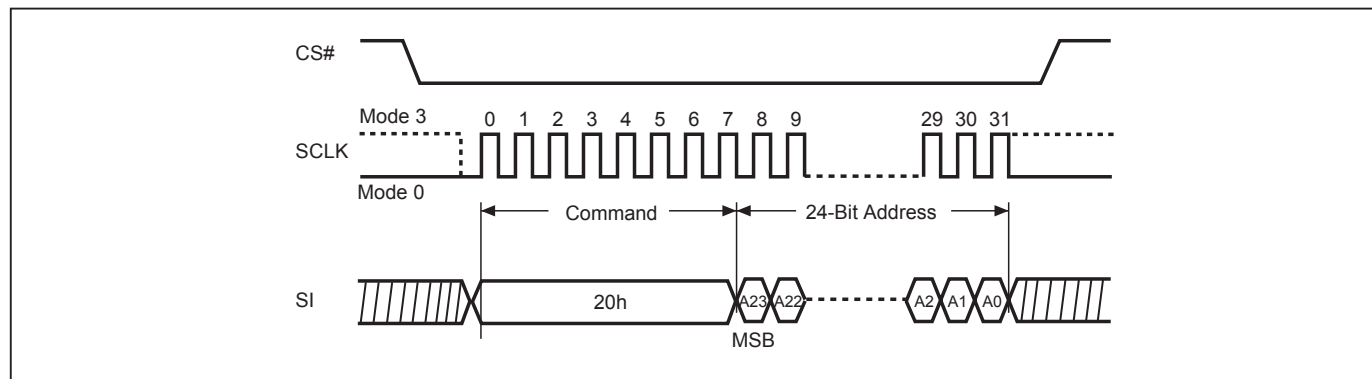 CS#
Mode 3
0 1 2 3 4 5 6 7 8 9 29 30 31
SCLK
Mode 0
Command 24-Bit Address
SI 20h A23 A22 A2 A1 A0
MSB